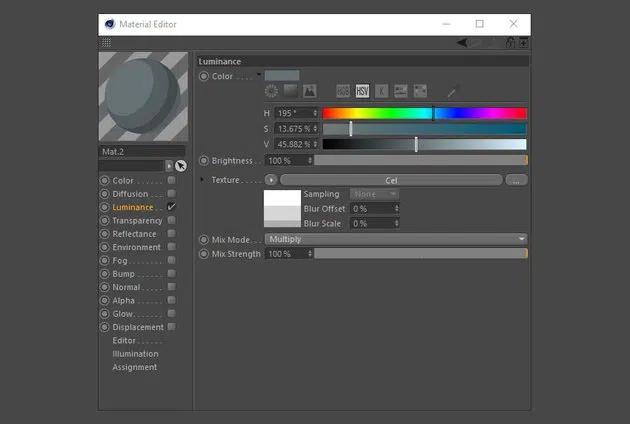 Material Editor
Luminance
Color . . . .
RGB HSV K
H 195 °
S 13.675 %
V 45.882 %
Mat.2
Brightness . . 100 %
Texture . . . . . Cel ...
Color . . . . . .
Diffusion . . . .
Luminance . .
Transparency
Reflectance
Environment
Fog . . . . . . . .
Bump . . . . . .
Normal . . . . .
Alpha . . . . . .
Glow . . . . . . .
Displacement
Editor . . . . . .
Illumination
Assignment
Sampling None
Blur Offset 0 %
Blur Scale 0 %
Mix Mode . . . Multiply
Mix Strength 100 %